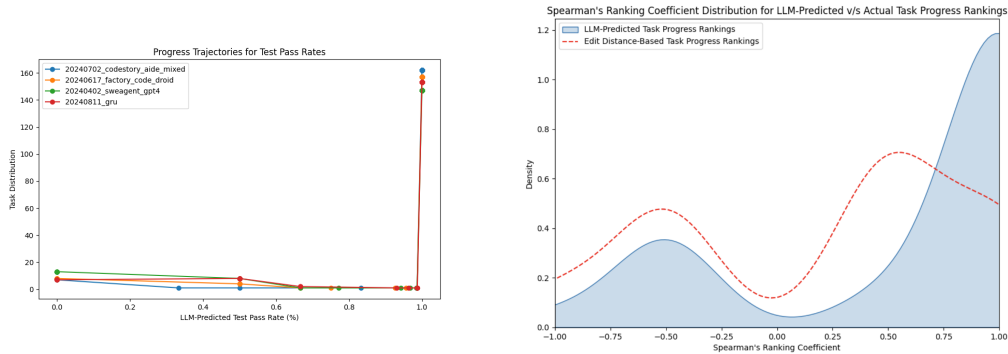 Progress Trajectories for Test Pass Rates
20240702_codestory_aide_mixed
20240617_factory_code_droid
20240402_sweagent_gpt4
20240811_gru
Task Distribution
160
140
120
100
80
60
40
20
0
0.0 0.2 0.4 0.6 0.8 1.0
LLM-Predicted Test Pass Rate (%)
Spearman's Ranking Coefficient Distribution for LLM-Predicted v/s Actual Task Progress Rankings
LLM-Predicted Task Progress Rankings
Edit Distance-Based Task Progress Rankings
Density
1.2
1.0
0.8
0.6
0.4
0.2
0.0
−1.00 −0.75 −0.50 −0.25 0.00 0.25 0.50 0.75 1.00
Spearman's Ranking Coefficient